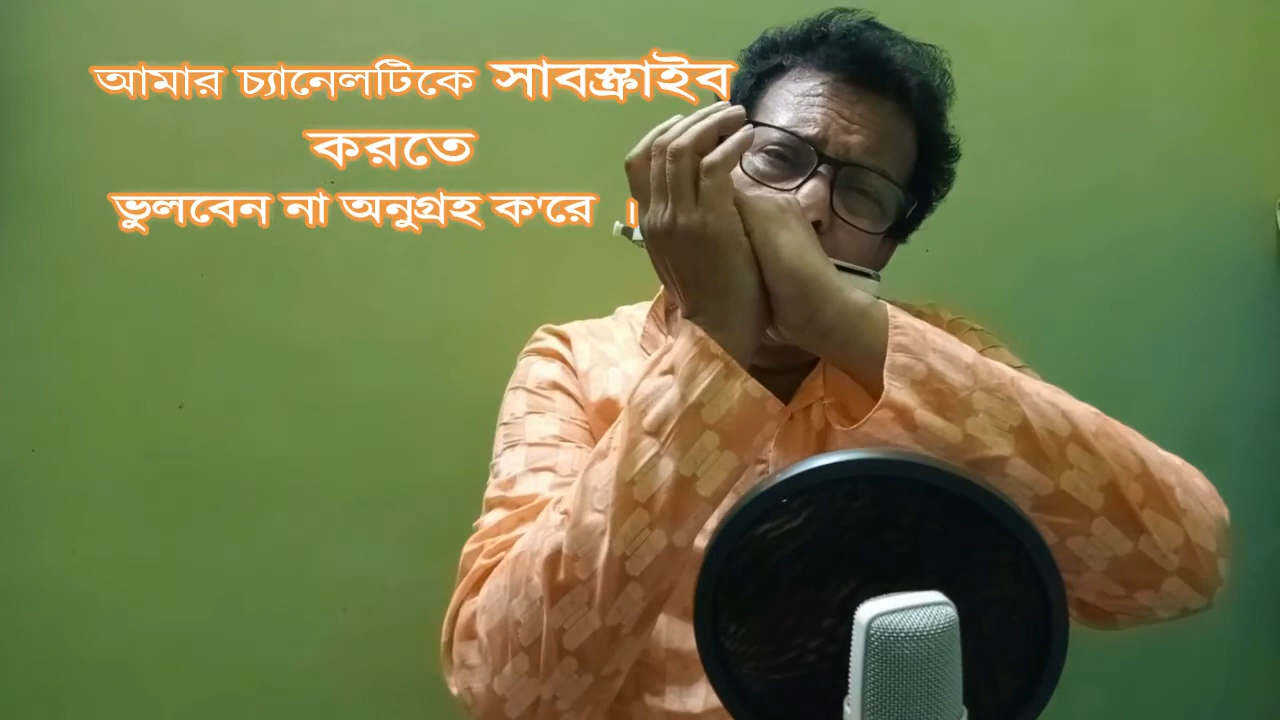 আমার চ্যানেলটিকে সাবস্ক্রাইব
করতে
ভুলবেন না অনুগ্রহ ক'রে ।